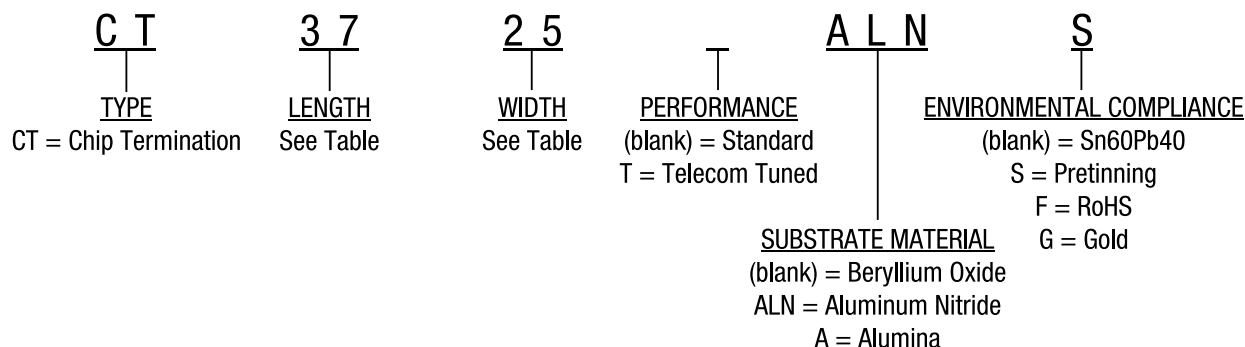 C T 3 7 2 5 _ A L N S
TYPE
CT = Chip Termination
LENGTH
See Table
WIDTH
See Table
PERFORMANCE
(blank) = Standard
T = Telecom Tuned
SUBSTRATE MATERIAL
(blank) = Beryllium Oxide
ALN = Aluminum Nitride
A = Alumina
ENVIRONMENTAL COMPLIANCE
(blank) = Sn60Pb40
S = Pretinning
F = RoHS
G = Gold